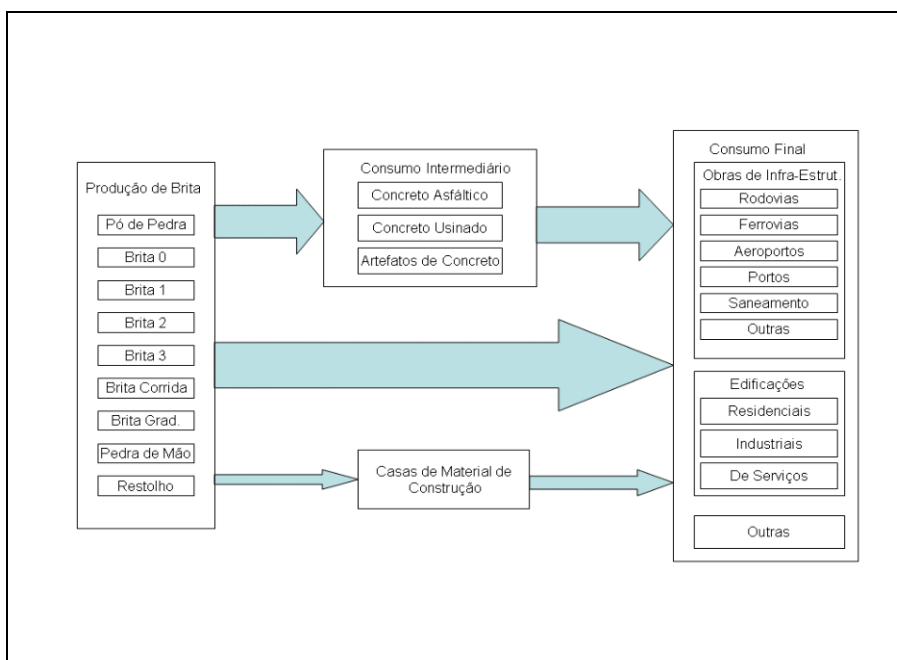 Produção de Brita
Pó de Pedra
Brita 0
Brita 1
Brita 2
Brita 3
Brita Corrida
Brita Grad.
Pedra de Mão
Restolho
Consumo Intermediário
Concreto Asfáltico
Concreto Usinado
Artefatos de Concreto
Casas de Material de
Construção
Consumo Final
Obras de Infra-Estrut.
Rodovias
Ferrovias
Aeroportos
Portos
Saneamento
Outras
Edificações
Residenciais
Industriais
De Serviços
Outras